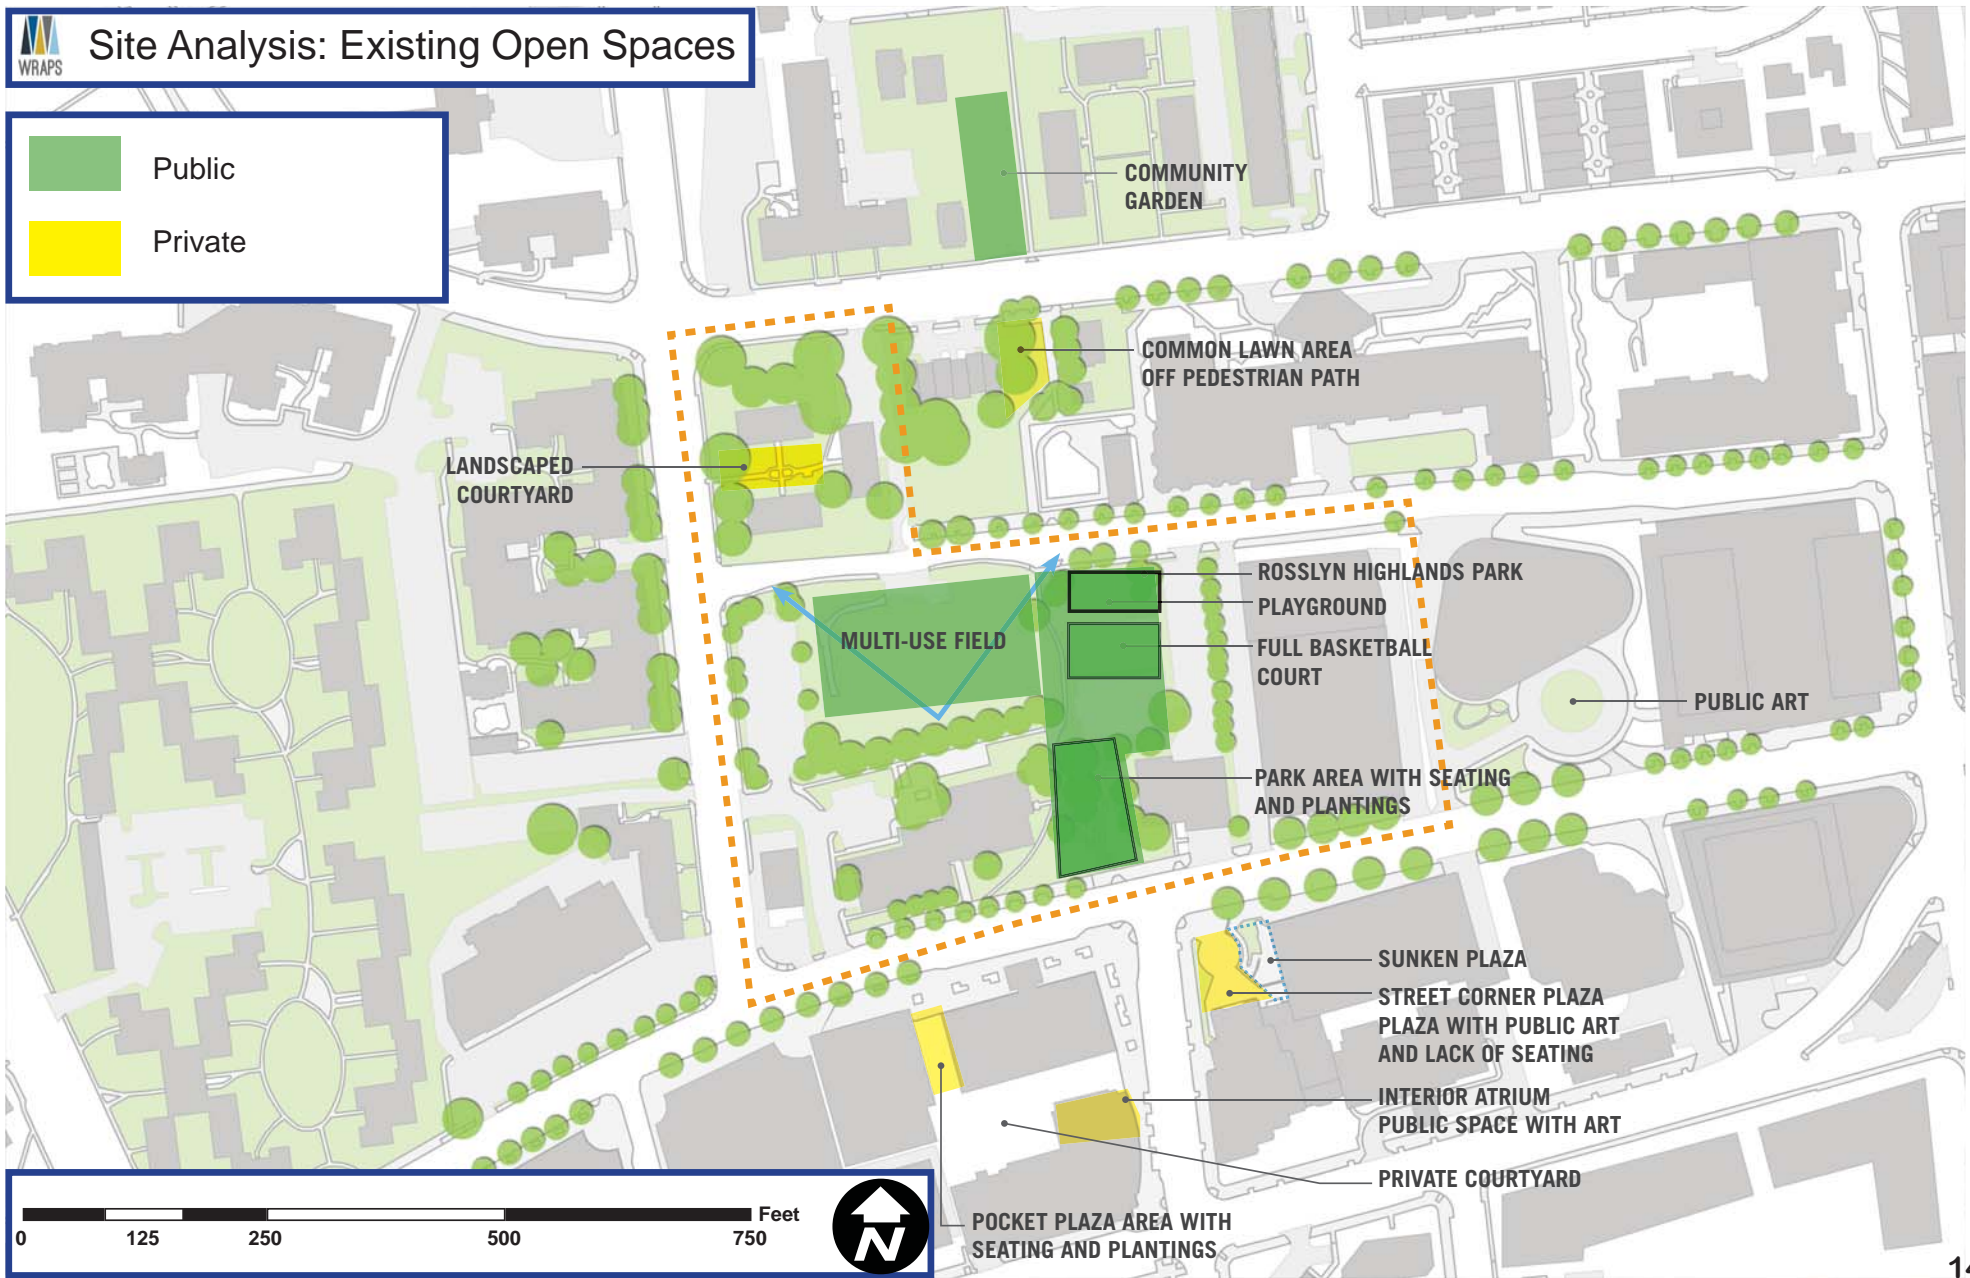 WRAPS
Site Analysis: Existing Open Spaces
Public
Private
COMMUNITY
GARDEN
COMMON LAWN AREA
OFF PEDESTRIAN PATH
LANDSCAPED
COURTYARD
ROSSLYN HIGHLANDS PARK
PLAYGROUND
MULTI-USE FIELD
FULL BASKETBALL
COURT
PUBLIC ART
PARK AREA WITH SEATING
AND PLANTINGS
SUNKEN PLAZA
STREET CORNER PLAZA
PLAZA WITH PUBLIC ART
AND LACK OF SEATING
INTERIOR ATRIUM
PUBLIC SPACE WITH ART
PRIVATE COURTYARD
POCKET PLAZA AREA WITH
SEATING AND PLANTINGS
Feet
0 125 250 500 750
N